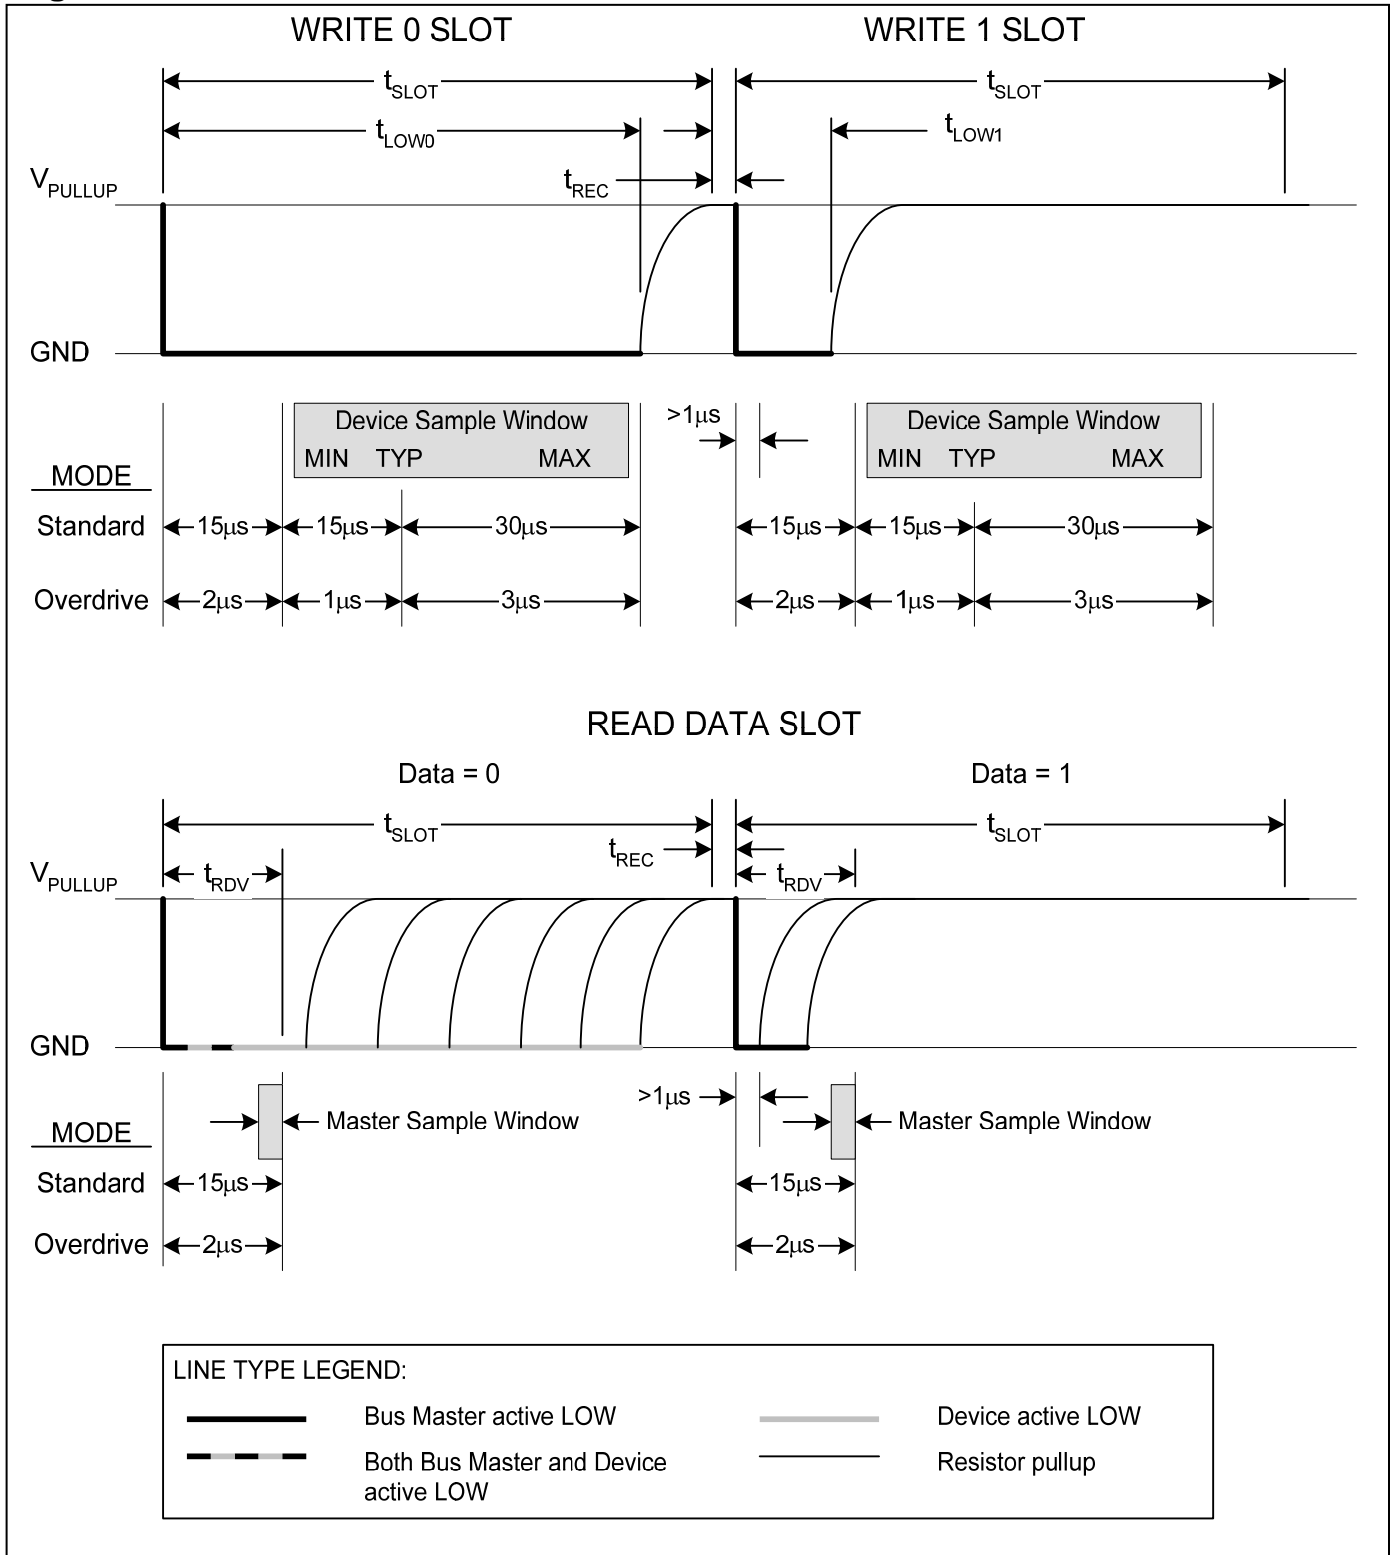 WRITE 0 SLOT WRITE 1 SLOT
tSLOT tSLOT
tLOW0 tLOW1
VPULLUP tREC
GND
Device Sample Window >1µs Device Sample Window
MIN TYP MAX MIN TYP MAX
MODE
Standard 15µs 15µs 30µs 15µs 15µs 30µs
Overdrive 2µs 1µs 3µs 2µs 1µs 3µs
READ DATA SLOT
Data = 0 Data = 1
tSLOT tSLOT
tREC
VPULLUP tRDV tRDV
GND
>1µs
Master Sample Window Master Sample Window
MODE
Standard 15µs 15µs
Overdrive 2µs 2µs
LINE TYPE LEGEND:
Bus Master active LOW Device active LOW
Both Bus Master and Device Resistor pullup
active LOW